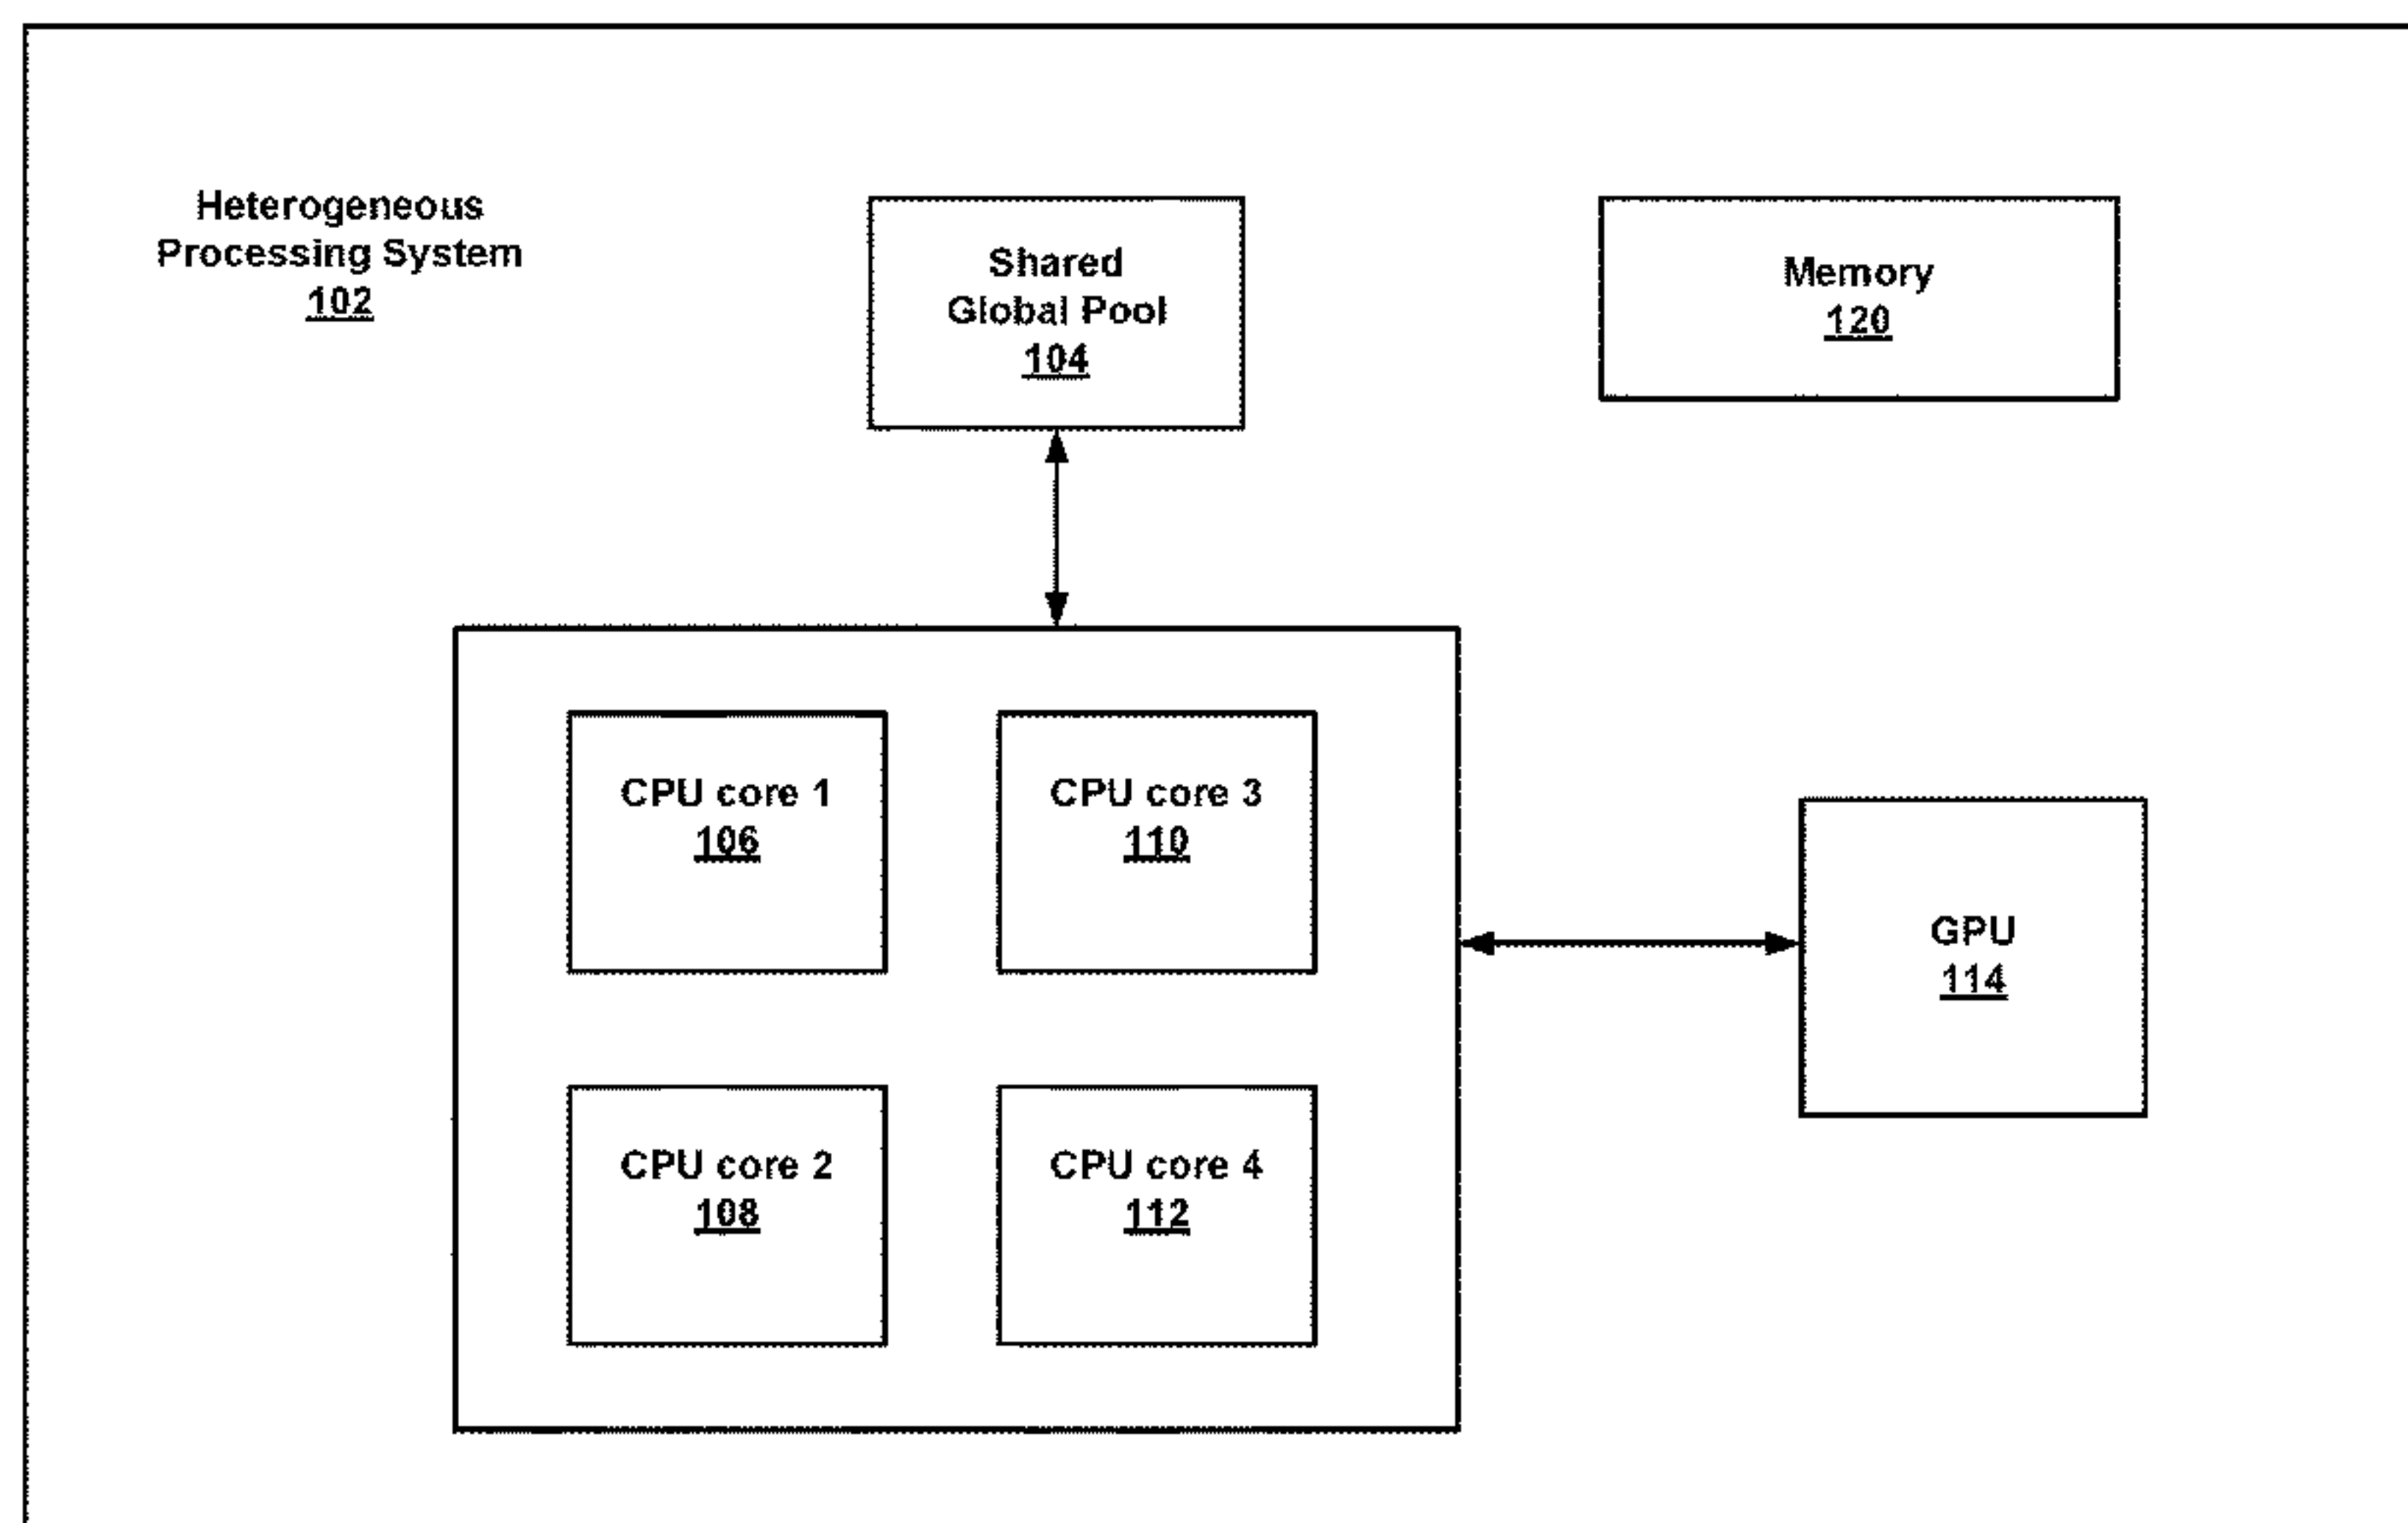 Heterogeneous
Processing System
102
Shared
Global Pool
104
Memory
120
CPU core 1
106
CPU core 3
110
CPU core 2
108
CPU core 4
112
GPU
114